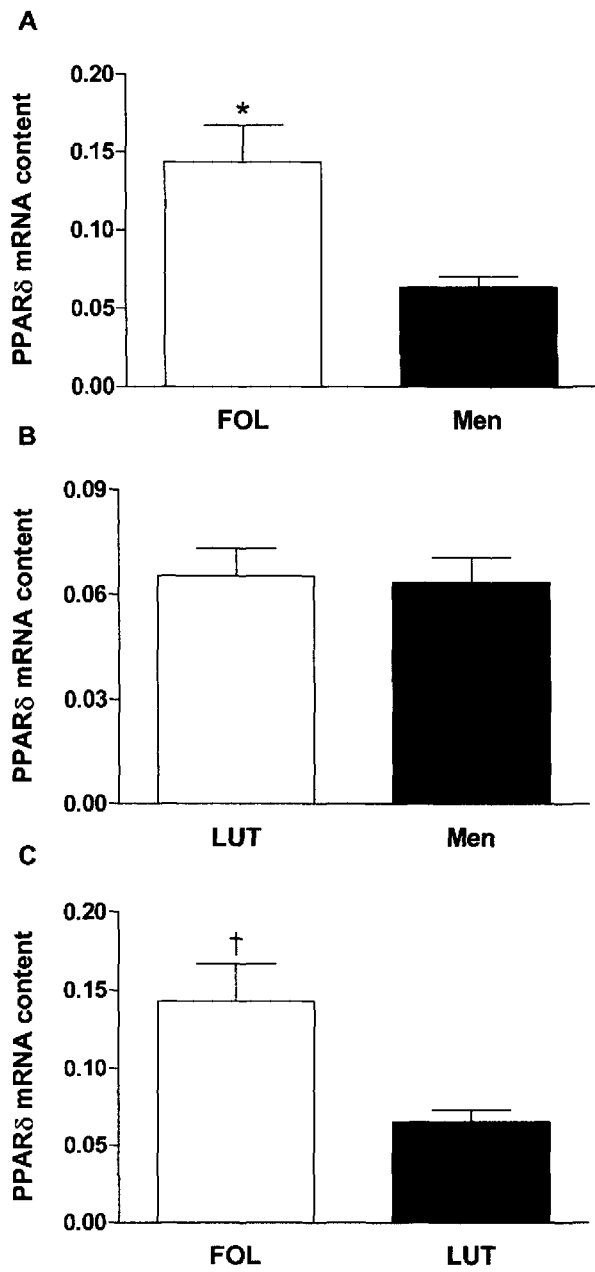 A
PPARδ mRNA content
0.20
0.15
0.10
0.05
0.00
*
FOL Men
B
PPARδ mRNA content
0.09
0.06
0.03
0.00
LUT Men
C
PPARδ mRNA content
0.20
0.15
0.10
0.05
0.00
†
FOL LUT